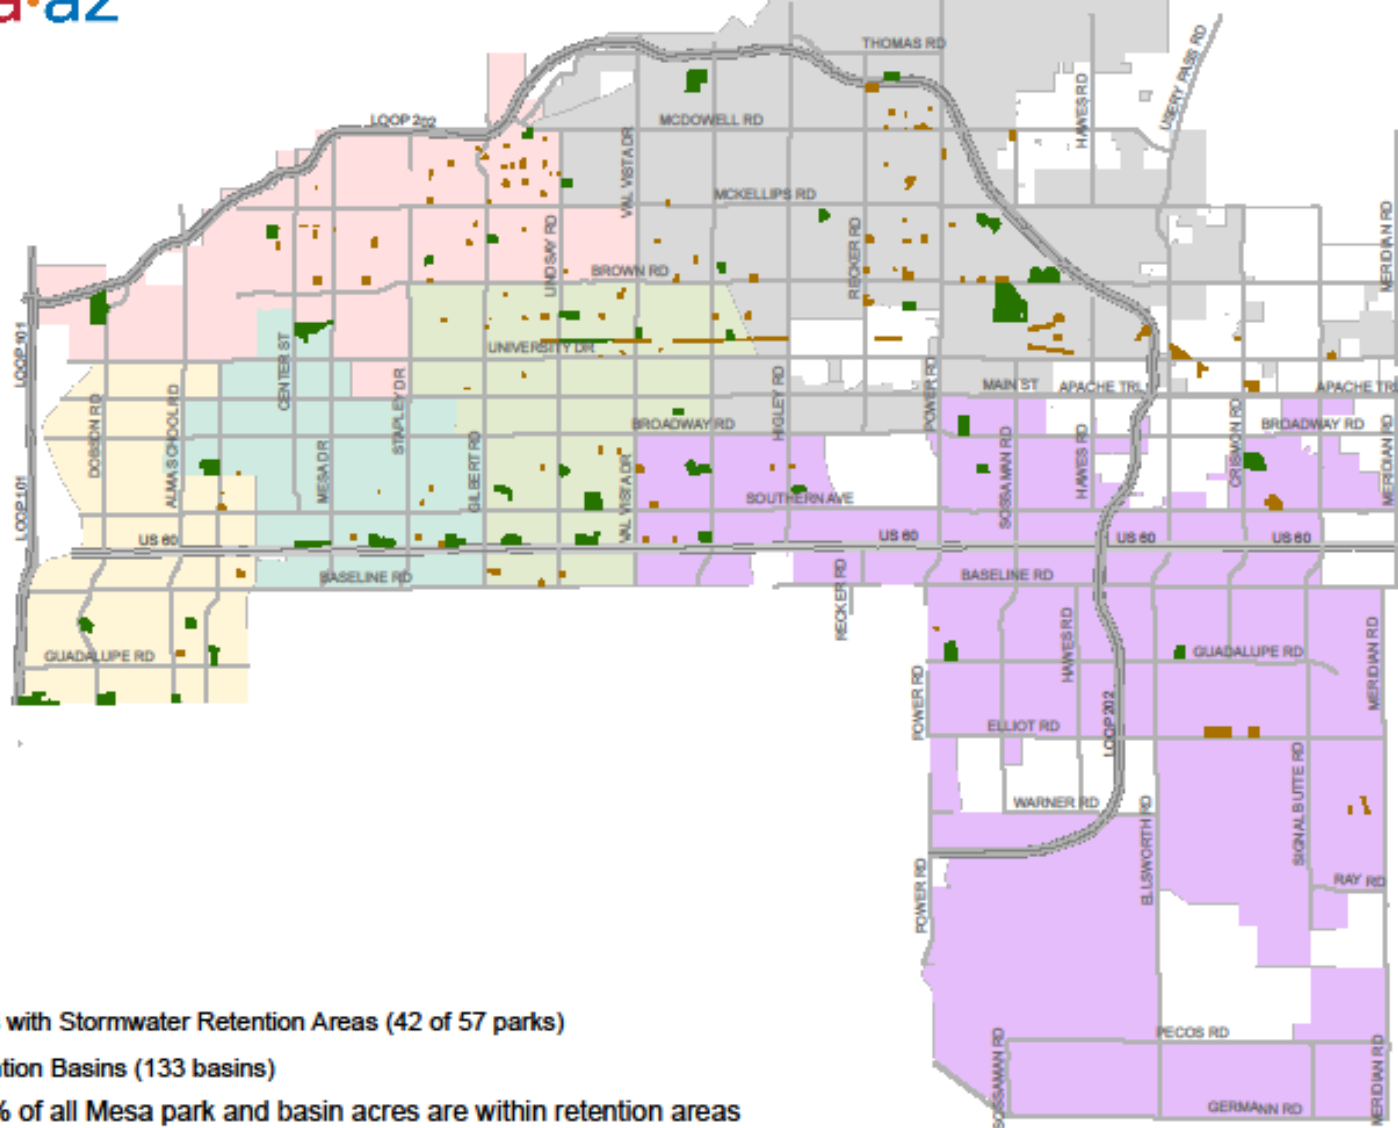 az
THOMAS RD
USERY PASS RD
HAWES RD
LOOP 202
MCDOWELL RD
VAL VISTA DR
MCKELLIPS RD
MERIDIAN RD
LINDSAY RD
RECKER RD
BROWN RD
LOOP 101
CENTER ST
UNIVERSITY DR
STAPLEY DR
HIGLEY RD
POWER RD
MAIN ST
APACHE TRL
APACHE TRL
DOBSON RD
ALMA SCHOOL RD
BROADWAY RD
CRISMON RD
BROADWAY RD
MESA DR
GILBERT RD
VAL VISTA DR
SOSSAMAN RD
HAWES RD
MERIDIAN RD
LOOP 101
SOUTHERN AVE
US 60
US 60
US 60
US 60
BASELINE RD
BASELINE RD
RECKER RD
HAWES RD
MERIDIAN RD
GUADALUPE RD
GUADALUPE RD
POWER RD
ELLIOT RD
LOOP 202
SIGNAL BUTTE RD
WARNER RD
ELLSWORTH RD
POWER RD
RAY RD
with Stormwater Retention Areas (42 of 57 parks)
PECOS RD
SOSSAMAN RD
MERIDIAN RD
tion Basins (133 basins)
% of all Mesa park and basin acres are within retention areas
GERMANN RD